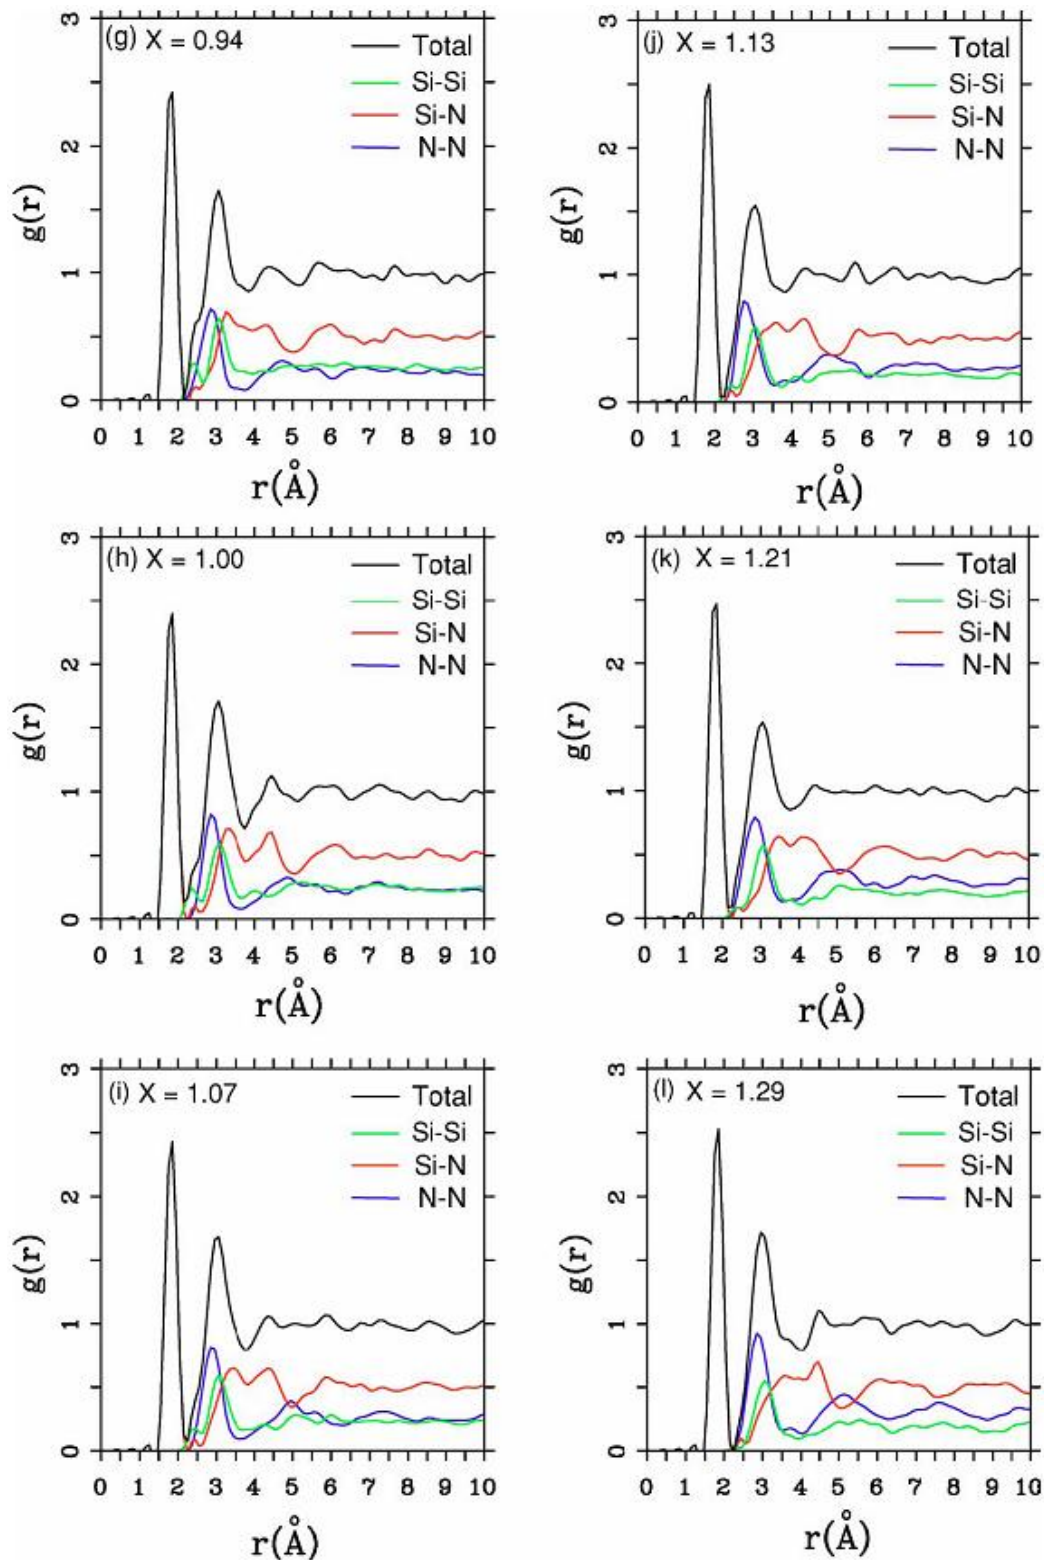 (g) X = 0.94
Total
Si-Si
Si-N
N-N
3
2
1
0
g(r)
0 1 2 3 4 5 6 7 8 9 10
r(Å)
(j) X = 1.13
Total
Si-Si
Si-N
N-N
3
2
1
0
g(r)
0 1 2 3 4 5 6 7 8 9 10
r(Å)
(h) X = 1.00
Total
Si-Si
Si-N
N-N
3
2
1
0
g(r)
0 1 2 3 4 5 6 7 8 9 10
r(Å)
(k) X = 1.21
Total
Si-Si
Si-N
N-N
3
2
1
0
g(r)
0 1 2 3 4 5 6 7 8 9 10
r(Å)
(i) X = 1.07
Total
Si-Si
Si-N
N-N
3
2
1
0
g(r)
0 1 2 3 4 5 6 7 8 9 10
r(Å)
(l) X = 1.29
Total
Si-Si
Si-N
N-N
3
2
1
0
g(r)
0 1 2 3 4 5 6 7 8 9 10
r(Å)